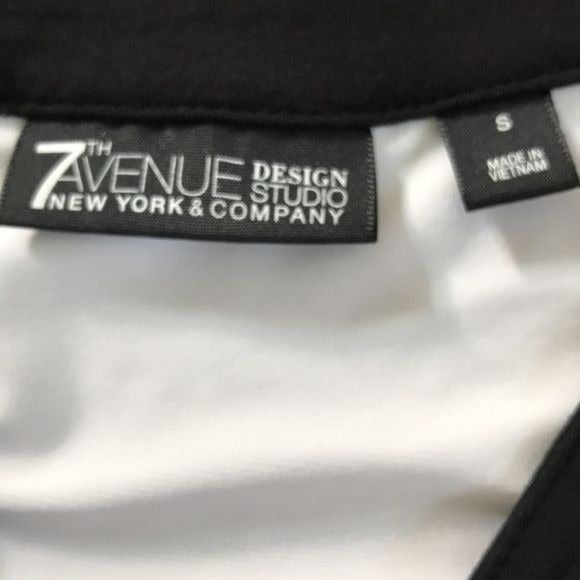 7TH AVENUE DESIGN STUDIO
NEW YORK & COMPANY
S
MADE IN
VIETNAM